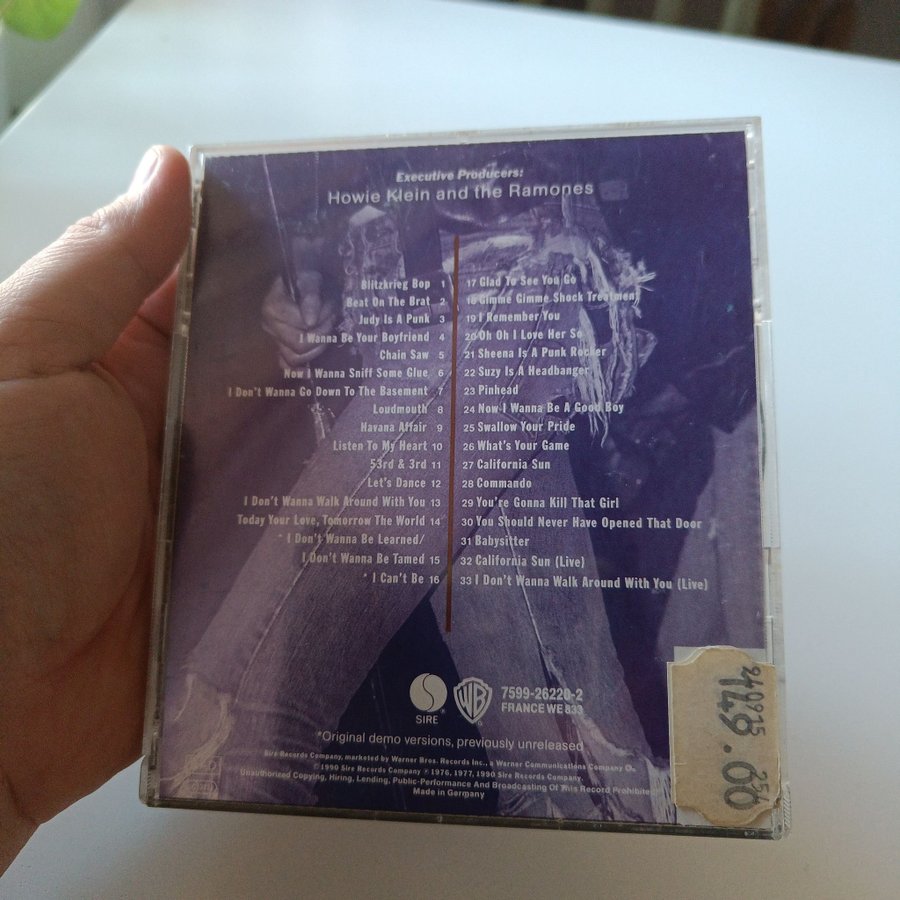 Executive Producers:
Howie Klein and the Ramones
Blitzkrieg Bop 1
Beat On The Brat 2
Judy Is A Punk 3
I Wanna Be Your Boyfriend 4
Chain Saw 5
Now I Wanna Sniff Some Glue 6
I Don't Wanna Go Down To The Basement 7
Loudmouth 8
Havana Affair 9
Listen To My Heart 10
53rd & 3rd 11
Let's Dance 12
I Don't Wanna Walk Around With You 13
Today Your Love, Tomorrow The World 14
* I Don't Wanna Be Learned/
I Don't Wanna Be Tamed 15
* I Can't Be 16
17 Glad To See You Go
18 Gimme Gimme Shock Treatment
19 I Remember You
20 Oh Oh I Love Her So
21 Sheena Is A Punk Rocker
22 Suzy Is A Headbanger
23 Pinhead
24 Now I Wanna Be A Good Boy
25 Swallow Your Pride
26 What's Your Game
27 California Sun
28 Commando
29 You're Gonna Kill That Girl
30 You Should Never Have Opened That Door
31 Babysitter
32 California Sun (Live)
33 I Don't Wanna Walk Around With You (Live)
SIRE
WB
7599-26220-2
FRANCE WE 833
*Original demo versions, previously unreleased
Sire Records Company, marketed by Warner Bros. Records Inc., a Warner Communications Company
© 1990 Sire Records Company ℗ 1976, 1977, 1990 Sire Records Company.
Unauthorized Copying, Hiring, Lending, Public Performance And Broadcasting Of This Record Prohibited
Made in Germany
149.00